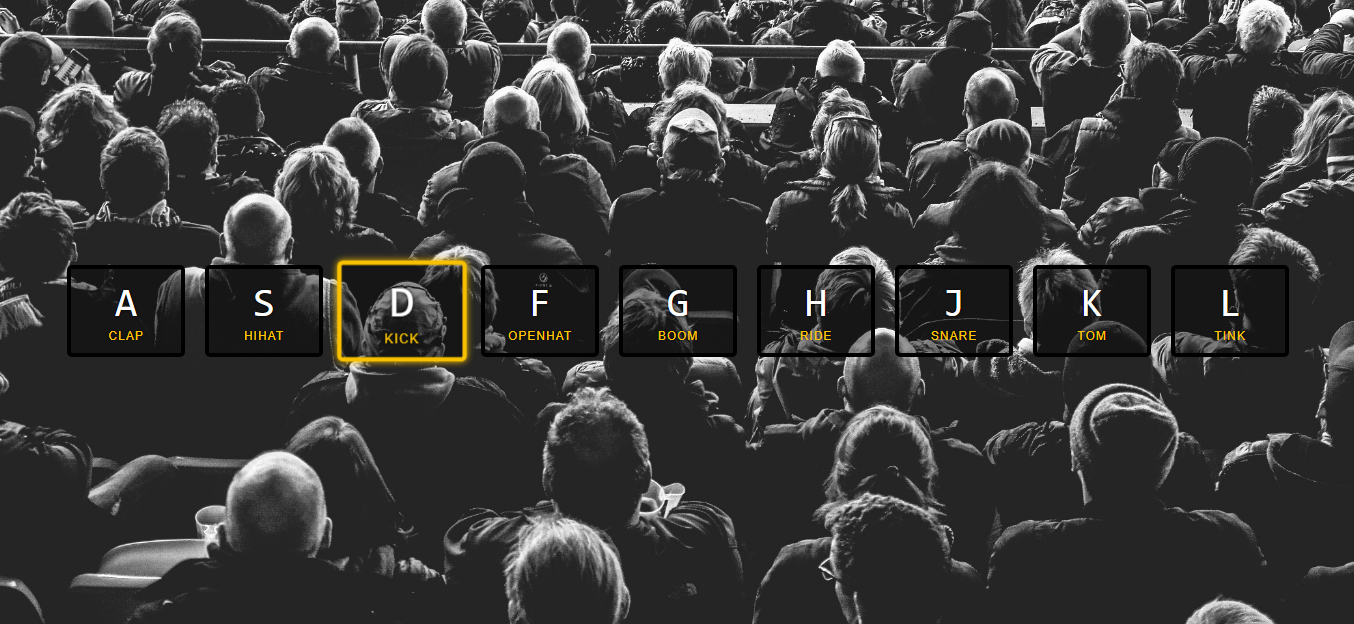 A S D F G H J K L
CLAP HIHAT KICK OPENHAT BOOM RIDE SNARE TOM TINK